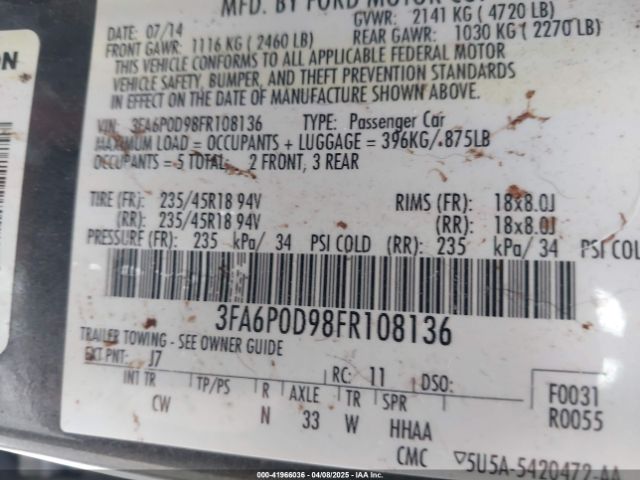 MFD. BY FORD MOTOR CO
DATE: 07/14 GVWR: 2141 KG ( 4720 LB)
FRONT GAWR: 1116 KG ( 2460 LB) REAR GAWR: 1030 KG ( 2270 LB)
THIS VEHICLE CONFORMS TO ALL APPLICABLE FEDERAL MOTOR
VEHICLE SAFETY, BUMPER, AND THEFT PREVENTION STANDARDS
IN EFFECT ON THE DATE OF MANUFACTURE SHOWN ABOVE.
VIN: 3FA6P0D98FR108136 TYPE: Passenger Car
MAXIMUM LOAD = OCCUPANTS + LUGGAGE = 396KG/ 875LB
OCCUPANTS = 5 TOTAL: 2 FRONT, 3 REAR
TIRE (FR): 235/45R18 94V RIMS (FR): 18x8.0J
(RR): 235/45R18 94V (RR): 18x8.0J
PRESSURE (FR): 235 kPa/ 34 PSI COLD (RR): 235 kPa/ 34 PSI COLD
3FA6P0D98FR108136
TRAILER TOWING - SEE OWNER GUIDE
EXT PNT: J7 RC: 11 DSO: F0031
INT TR TP/PS R AXLE TR SPR R0055
CW N 33 W HHAA
CMC 5U5A-5420472-AA
ON
000-41966036 - 04/08/2025 - IAAI.COM